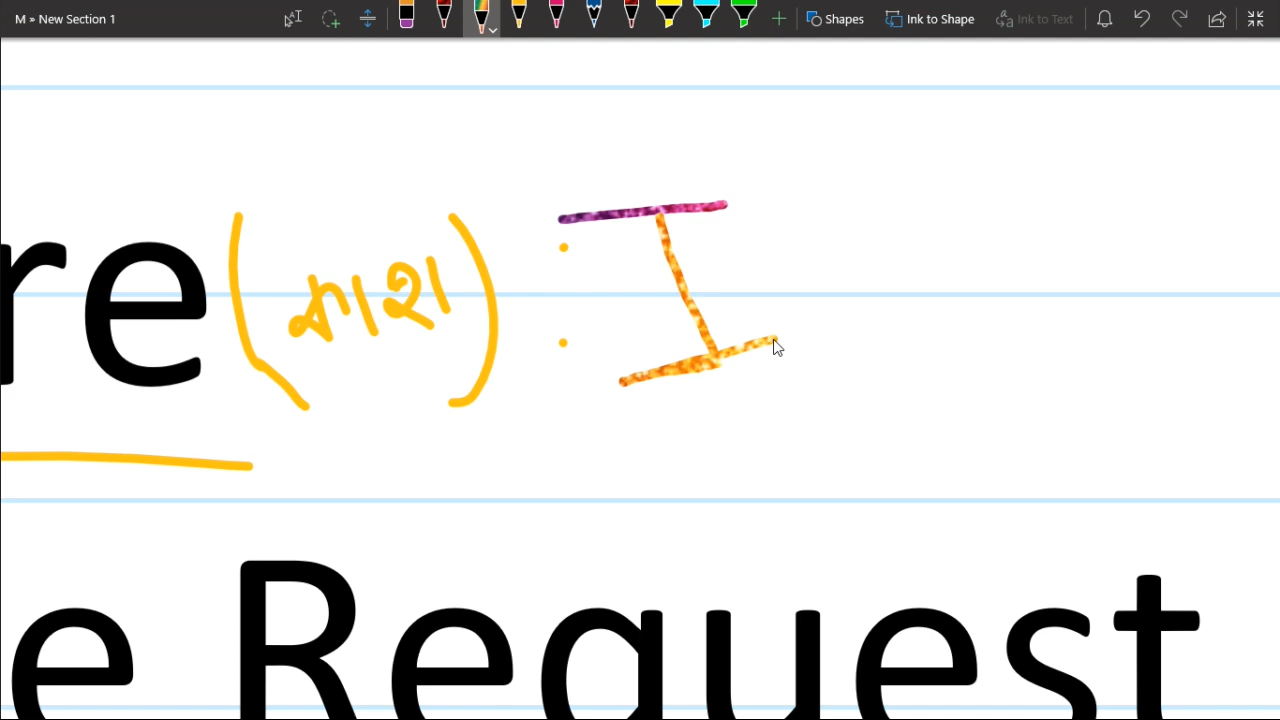 M » New Section 1 Shapes Ink to Shape Ink to Text
re (সাহা) : I
e Request